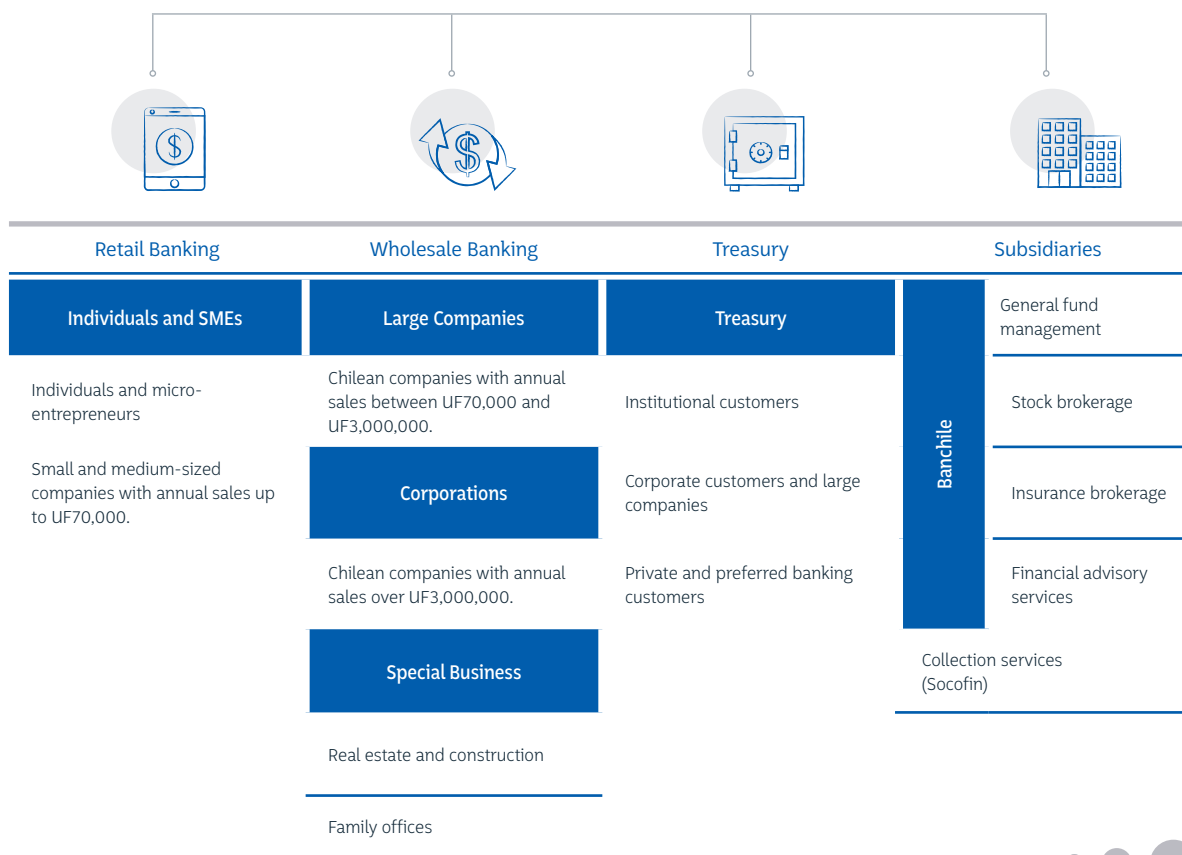 Retail Banking
Wholesale Banking
Treasury
Subsidiaries
Individuals and SMEs
Individuals and micro-
entrepreneurs
Small and medium-sized
companies with annual sales up
to UF70,000.
Large Companies
Chilean companies with annual
sales between UF70,000 and
UF3,000,000.
Corporations
Chilean companies with annual
sales over UF3,000,000.
Special Business
Real estate and construction
Family offices
Treasury
Institutional customers
Corporate customers and large
companies
Private and preferred banking
customers
Banchile
General fund
management
Stock brokerage
Insurance brokerage
Financial advisory
services
Collection services
(Socofin)